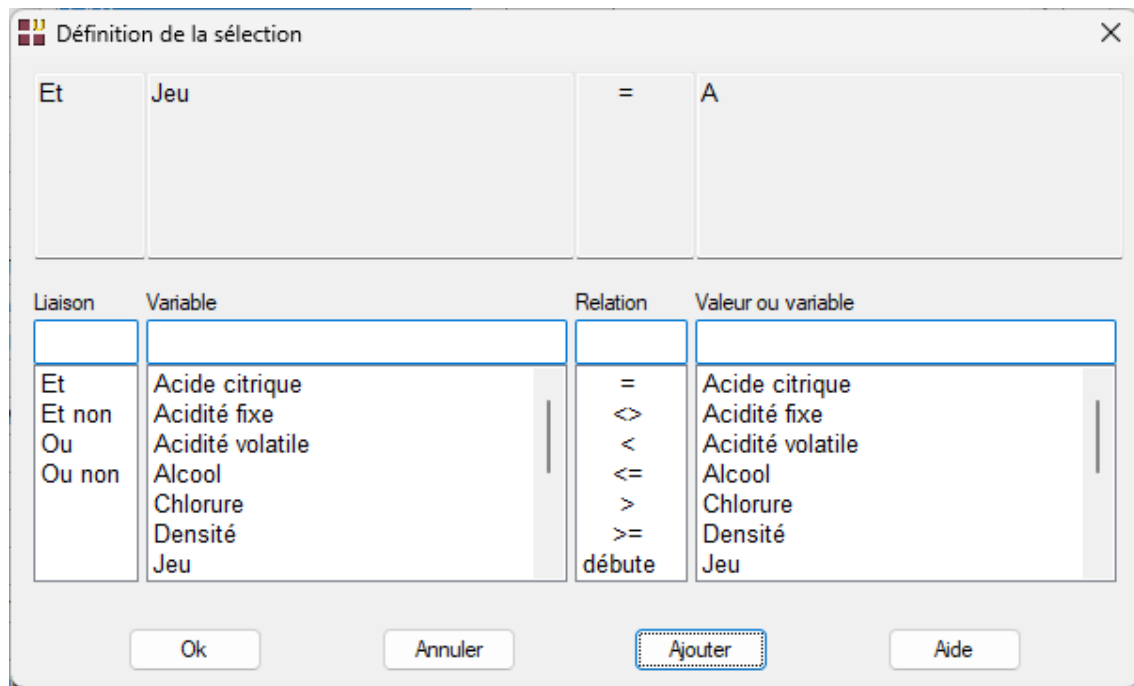 Définition de la sélection
Et Jeu = A
Liaison Variable Relation Valeur ou variable
Et Acide citrique = Acide citrique
Et non Acidité fixe <> Acidité fixe
Ou Acidité volatile < Acidité volatile
Ou non Alcool <= Alcool
Chlorure > Chlorure
Densité >= Densité
Jeu débute Jeu
Ok Annuler Ajouter Aide